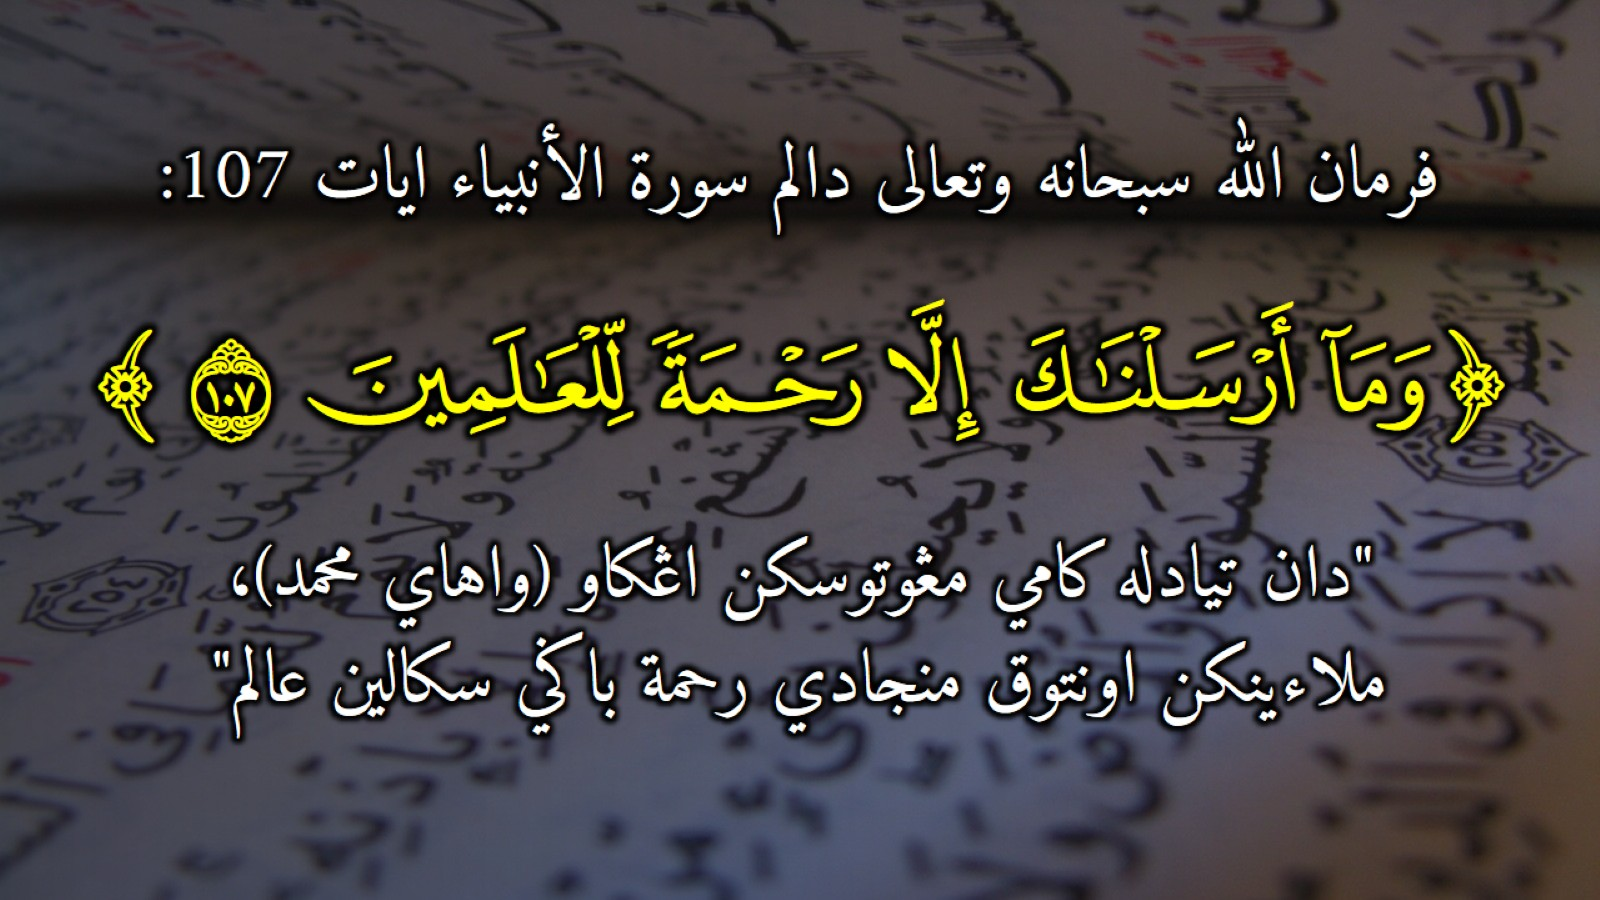 فرمان الله سبحانه وتعالى دالم سورة الأنبياء ايات 107:
﴿وَمَآ أَرْسَلْنَـٰكَ إِلَّا رَحْمَةً لِّلْعَـٰلَمِينَ ١٠٧﴾
"دان تيادله كامي مڠوتوسكن اڠكاو (واهاي محمد)،
ملاءينكن اونتوق منجادي رحمة باݢي سكالين عالم"